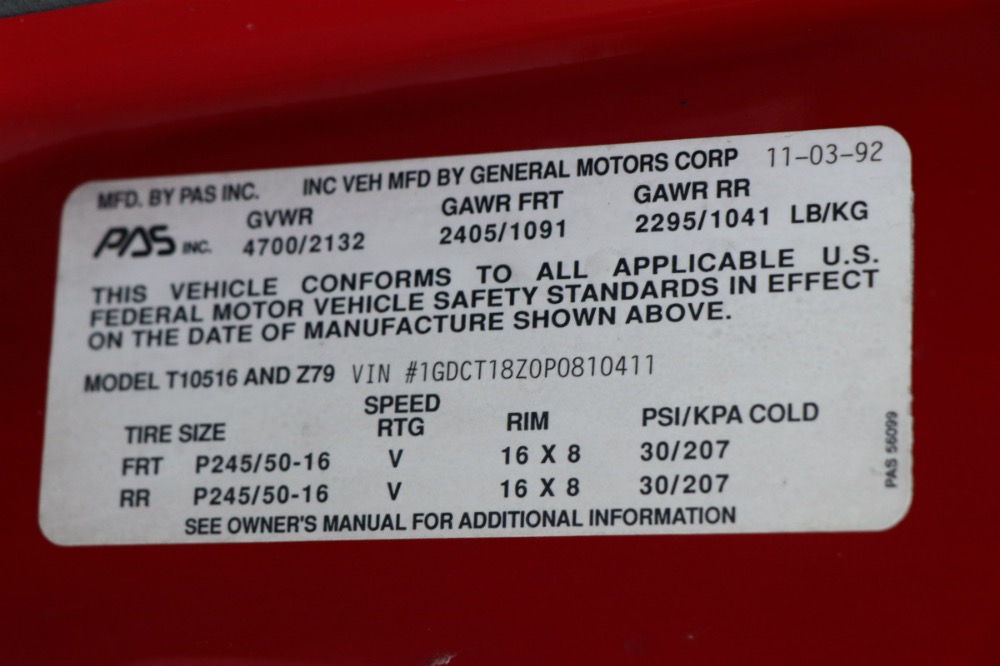 MFD. BY PAS INC. INC VEH MFD BY GENERAL MOTORS CORP 11-03-92
GVWR GAWR FRT GAWR RR
PAS INC. 4700/2132 2405/1091 2295/1041 LB/KG
THIS VEHICLE CONFORMS TO ALL APPLICABLE U.S.
FEDERAL MOTOR VEHICLE SAFETY STANDARDS IN EFFECT
ON THE DATE OF MANUFACTURE SHOWN ABOVE.
MODEL T10516 AND Z79 VIN #1GDCT18Z0P0810411
SPEED
TIRE SIZE RTG RIM PSI/KPA COLD
FRT P245/50-16 V 16 X 8 30/207
RR P245/50-16 V 16 X 8 30/207
SEE OWNER'S MANUAL FOR ADDITIONAL INFORMATION
PAS 56099